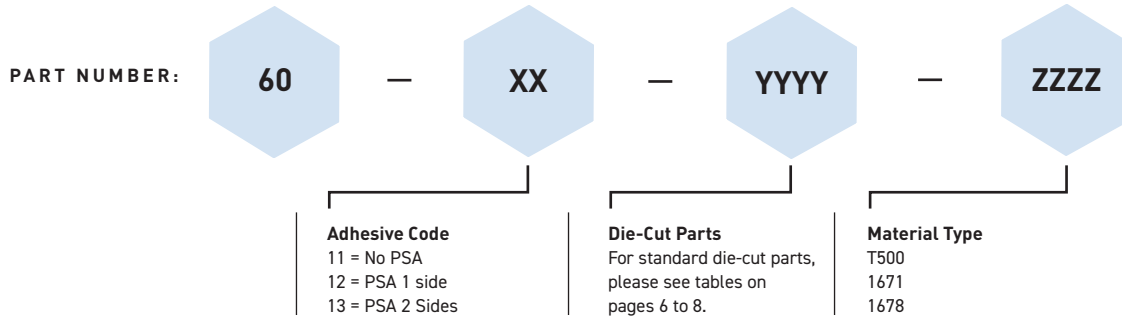 PART NUMBER: 60 — XX — YYYY — ZZZZ
Adhesive Code
11 = No PSA
12 = PSA 1 side
13 = PSA 2 Sides
Die-Cut Parts
For standard die-cut parts,
please see tables on
pages 6 to 8.
Material Type
T500
1671
1678